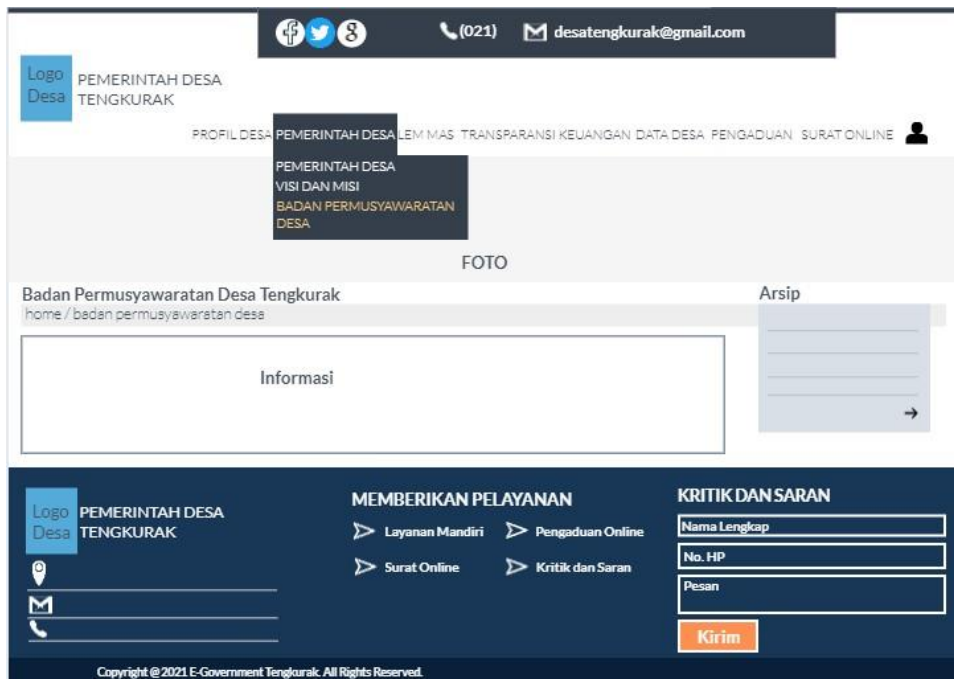 (021) desatengkurak@gmail.com
Logo
Desa
PEMERINTAH DESA
TENGKURAK
PROFIL DESA PEMERINTAH DESA LEM MAS TRANSPARANSI KEUANGAN DATA DESA PENGADUAN SURAT ONLINE
PEMERINTAH DESA
VISI DAN MISI
BADAN PERMUSYAWARATAN
DESA
FOTO
Badan Permusyawaratan Desa Tengkurak
home / badan permusyawaratan desa
Arsip
Informasi
Logo
Desa
PEMERINTAH DESA
TENGKURAK
MEMBERIKAN PELAYANAN
Layanan Mandiri Pengaduan Online
Surat Online Kritik dan Saran
KRITIK DAN SARAN
Nama Lengkap
No. HP
Pesan
Kirim
Copyright @ 2021 E-Government Tengkurak. All Rights Reserved.